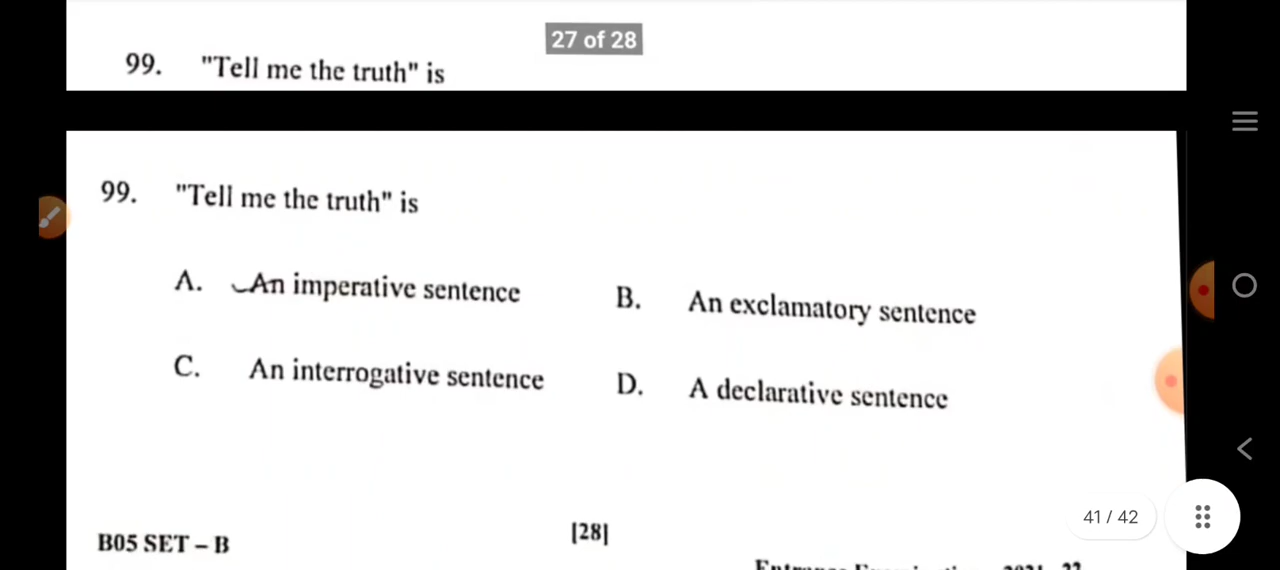 27 of 28
99. "Tell me the truth" is
99. "Tell me the truth" is
A. An imperative sentence
B. An exclamatory sentence
C. An interrogative sentence
D. A declarative sentence
41 / 42
B05 SET – B
[28]